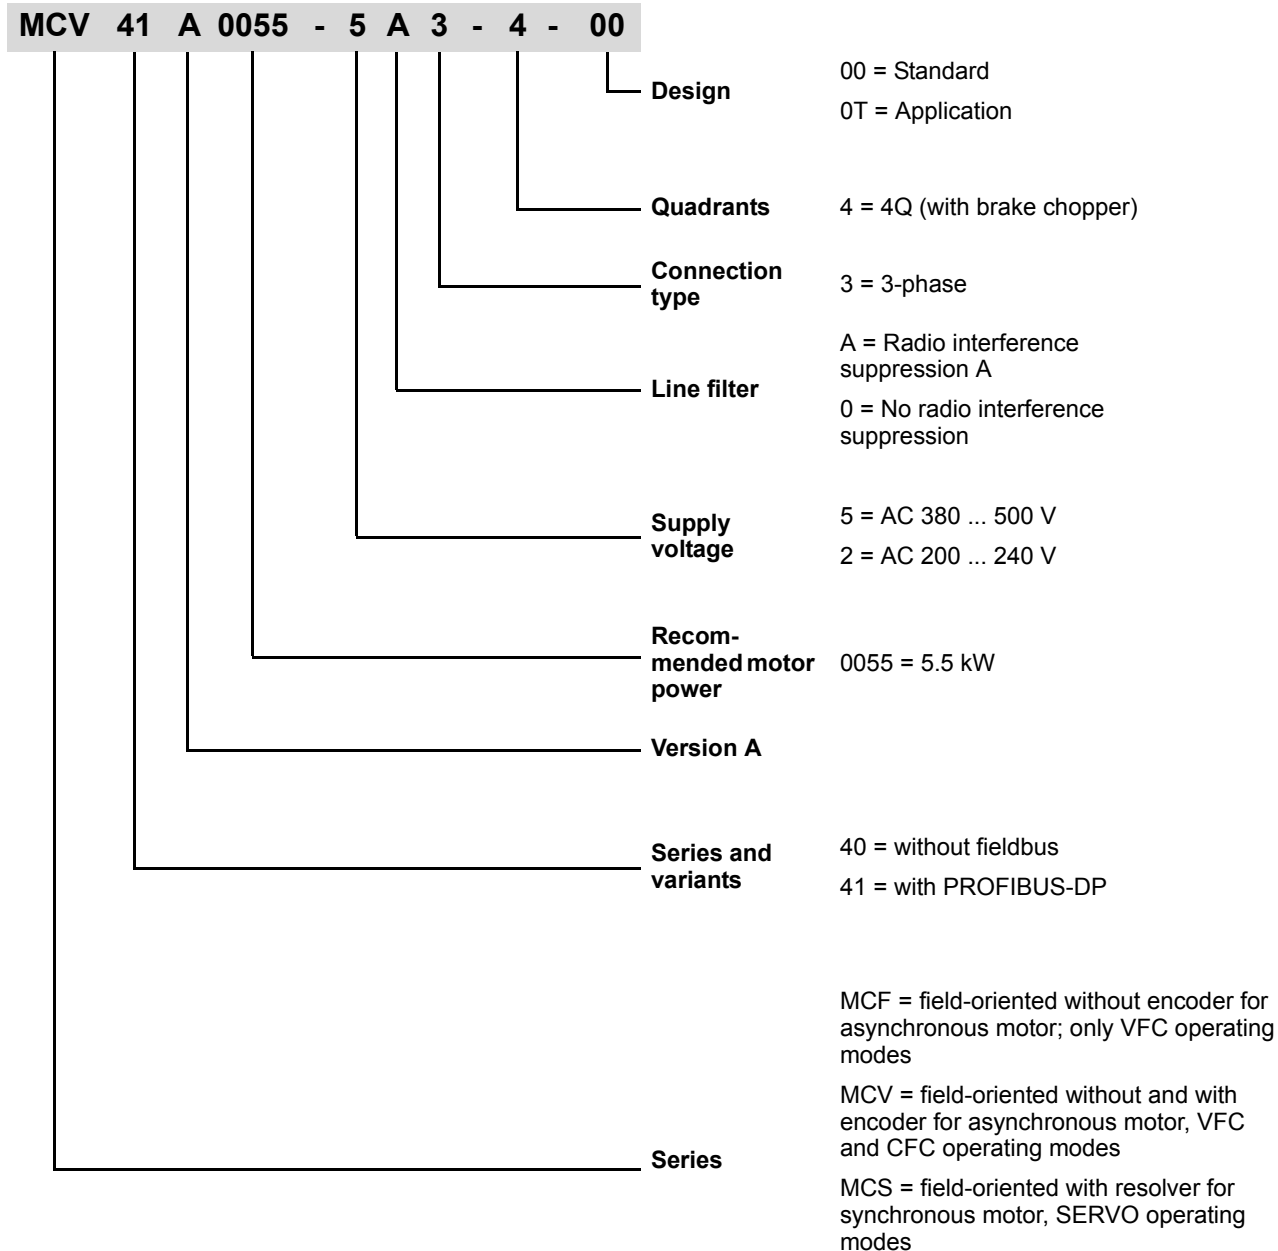 MCV 41 A 0055 - 5 A 3 - 4 - 00
Design
00 = Standard
0T = Application
Quadrants
4 = 4Q (with brake chopper)
Connection
type
3 = 3-phase
Line filter
A = Radio interference
suppression A
0 = No radio interference
suppression
Supply
voltage
5 = AC 380 ... 500 V
2 = AC 200 ... 240 V
Recom-
mended motor
power
0055 = 5.5 kW
Version A
Series and
variants
40 = without fieldbus
41 = with PROFIBUS-DP
Series
MCF = field-oriented without encoder for
asynchronous motor; only VFC operating
modes
MCV = field-oriented without and with
encoder for asynchronous motor, VFC
and CFC operating modes
MCS = field-oriented with resolver for
synchronous motor, SERVO operating
modes